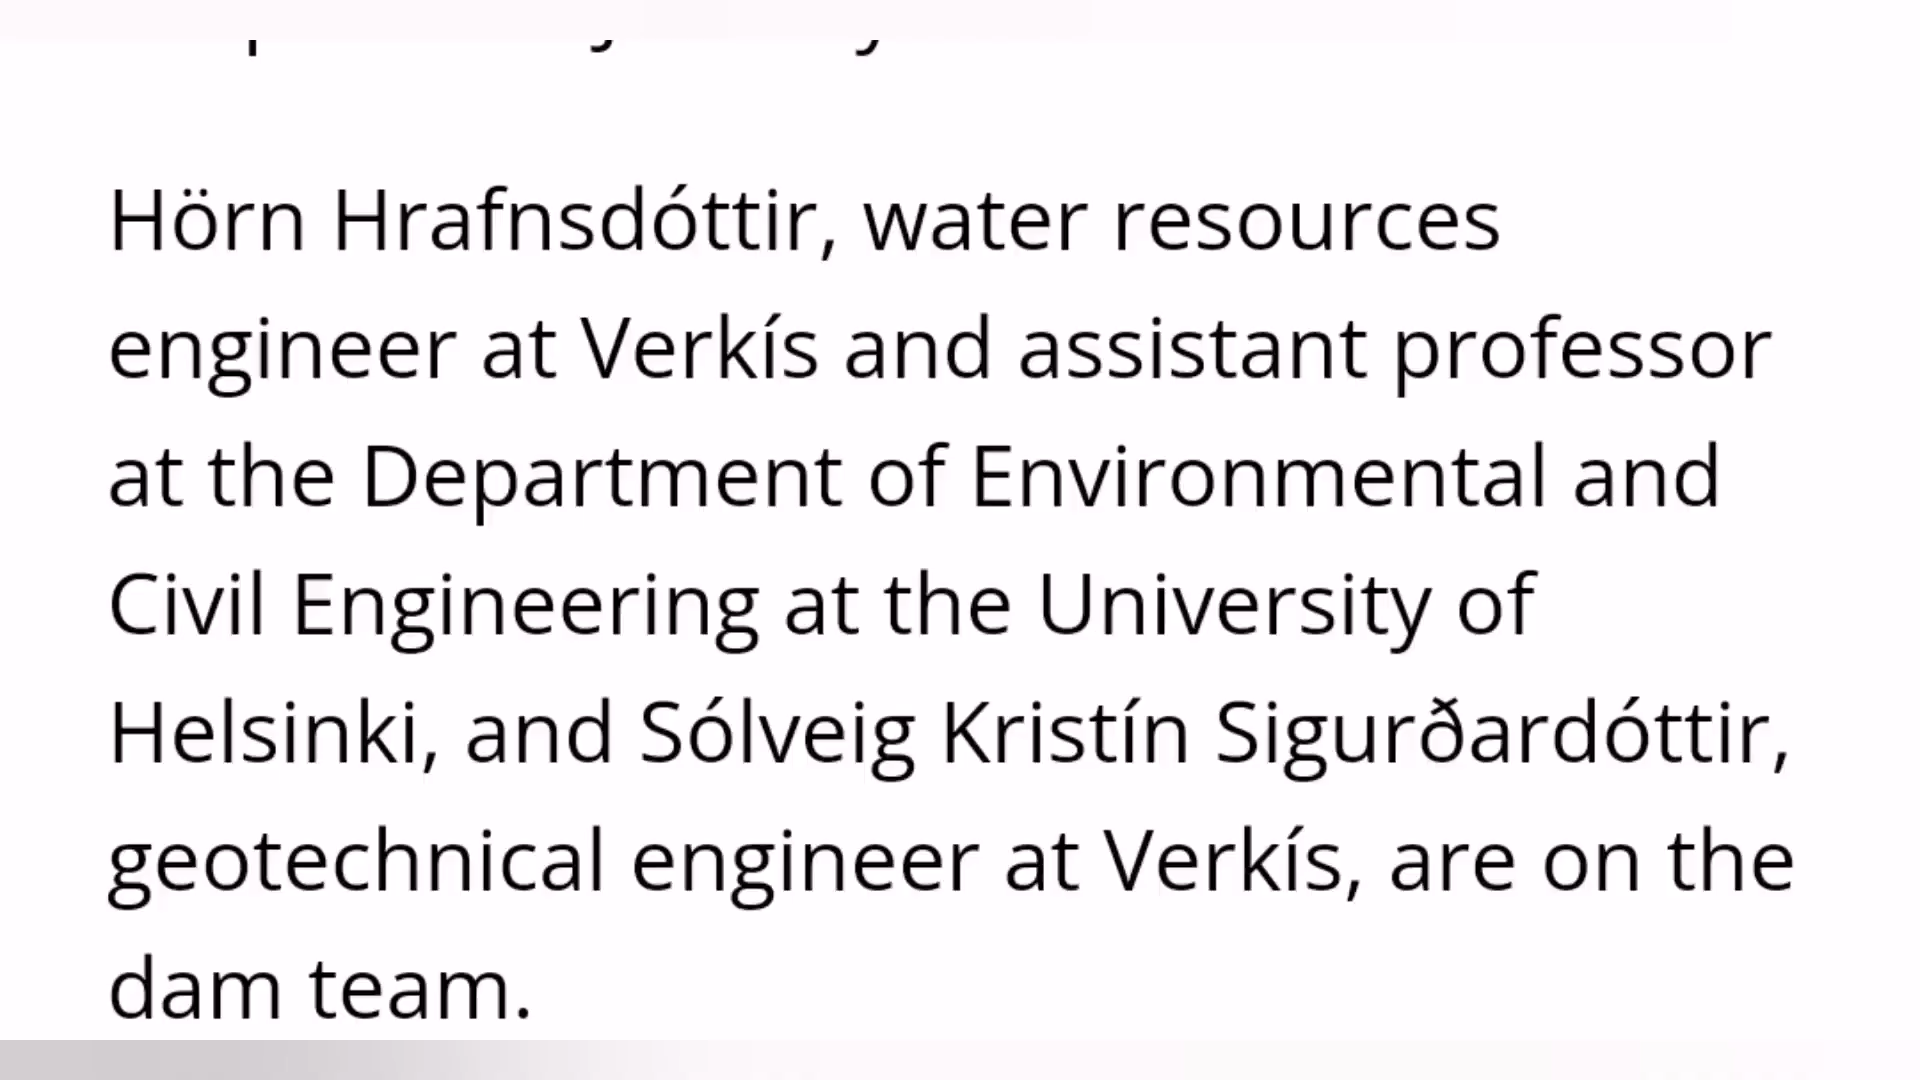 Hörn Hrafnsdóttir, water resources
engineer at Verkís and assistant professor
at the Department of Environmental and
Civil Engineering at the University of
Helsinki, and Sólveig Kristín Sigurðardóttir,
geotechnical engineer at Verkís, are on the
dam team.